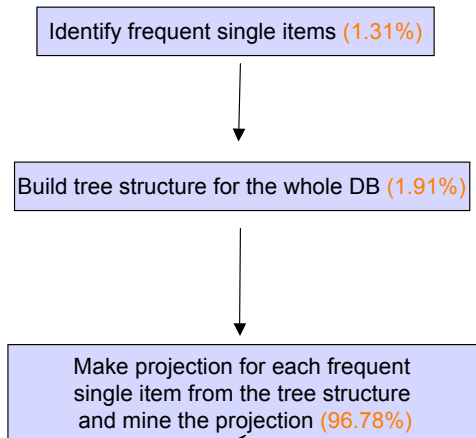 Identify frequent single items (1.31%)
Build tree structure for the whole DB (1.91%)
Make projection for each frequent
single item from the tree structure
and mine the projection (96.78%)